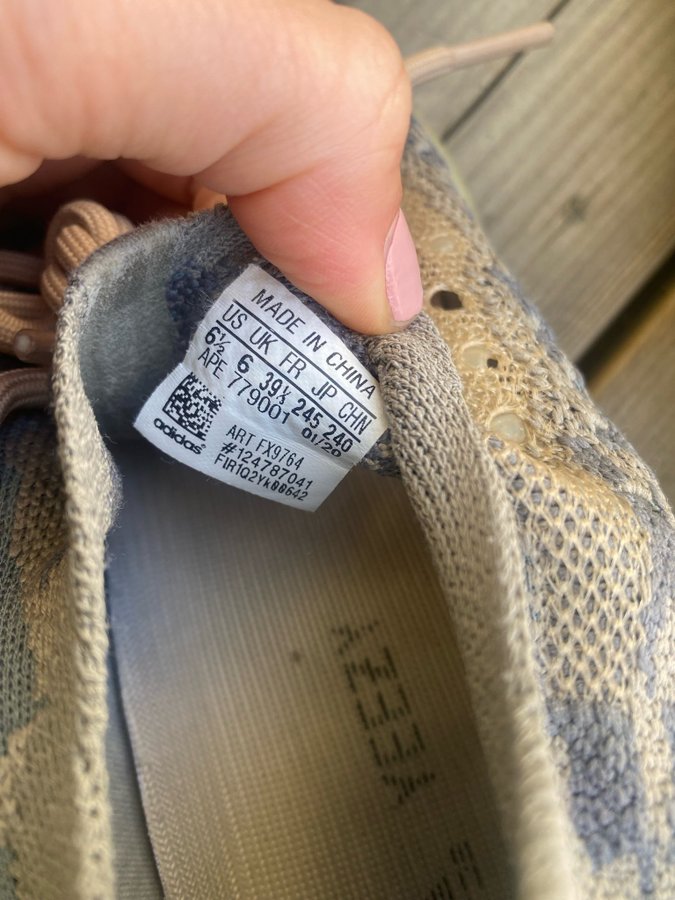 MADE IN CHINA
US UK FR JP CHN
6½ 6 39⅓ 245 240
APE 779001 01/20
ART FX9764
#124787041
FIR1Q2Yk00642
adidas